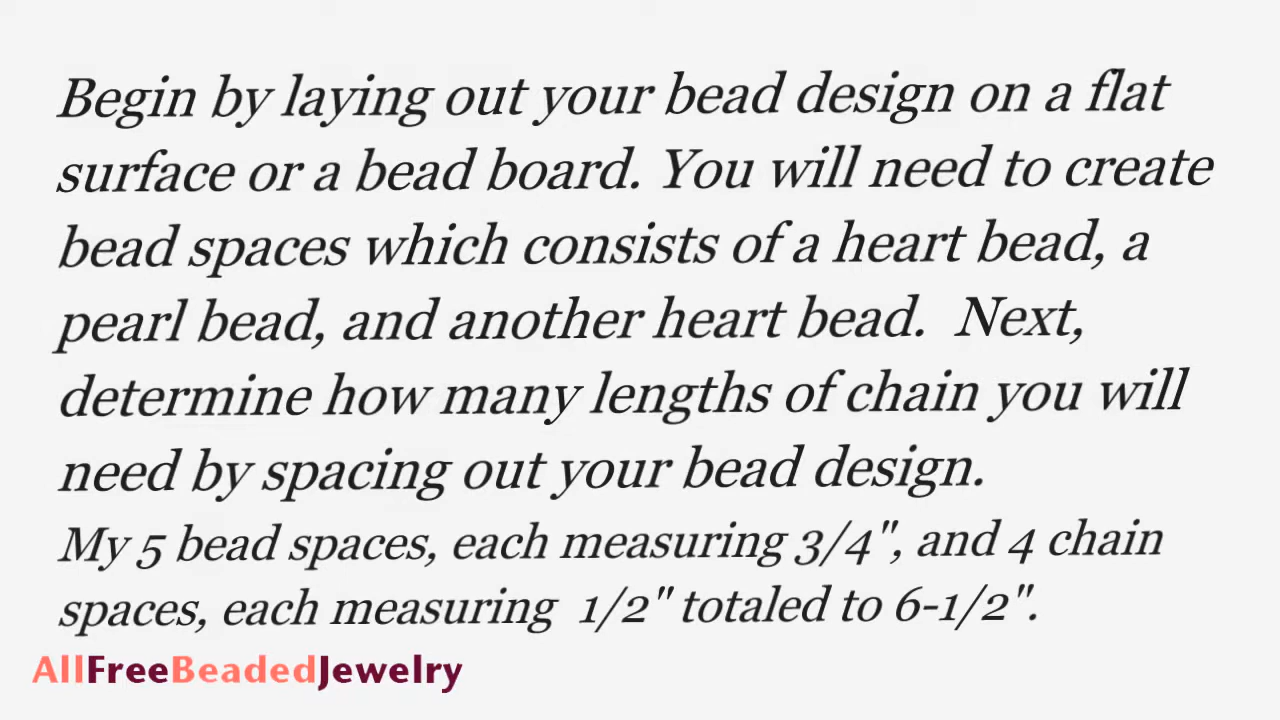 Begin by laying out your bead design on a flat
surface or a bead board. You will need to create
bead spaces which consists of a heart bead, a
pearl bead, and another heart bead.  Next,
determine how many lengths of chain you will
need by spacing out your bead design.
My 5 bead spaces, each measuring 3/4", and 4 chain
spaces, each measuring  1/2" totaled to 6-1/2".
AllFreeBeadedJewelry